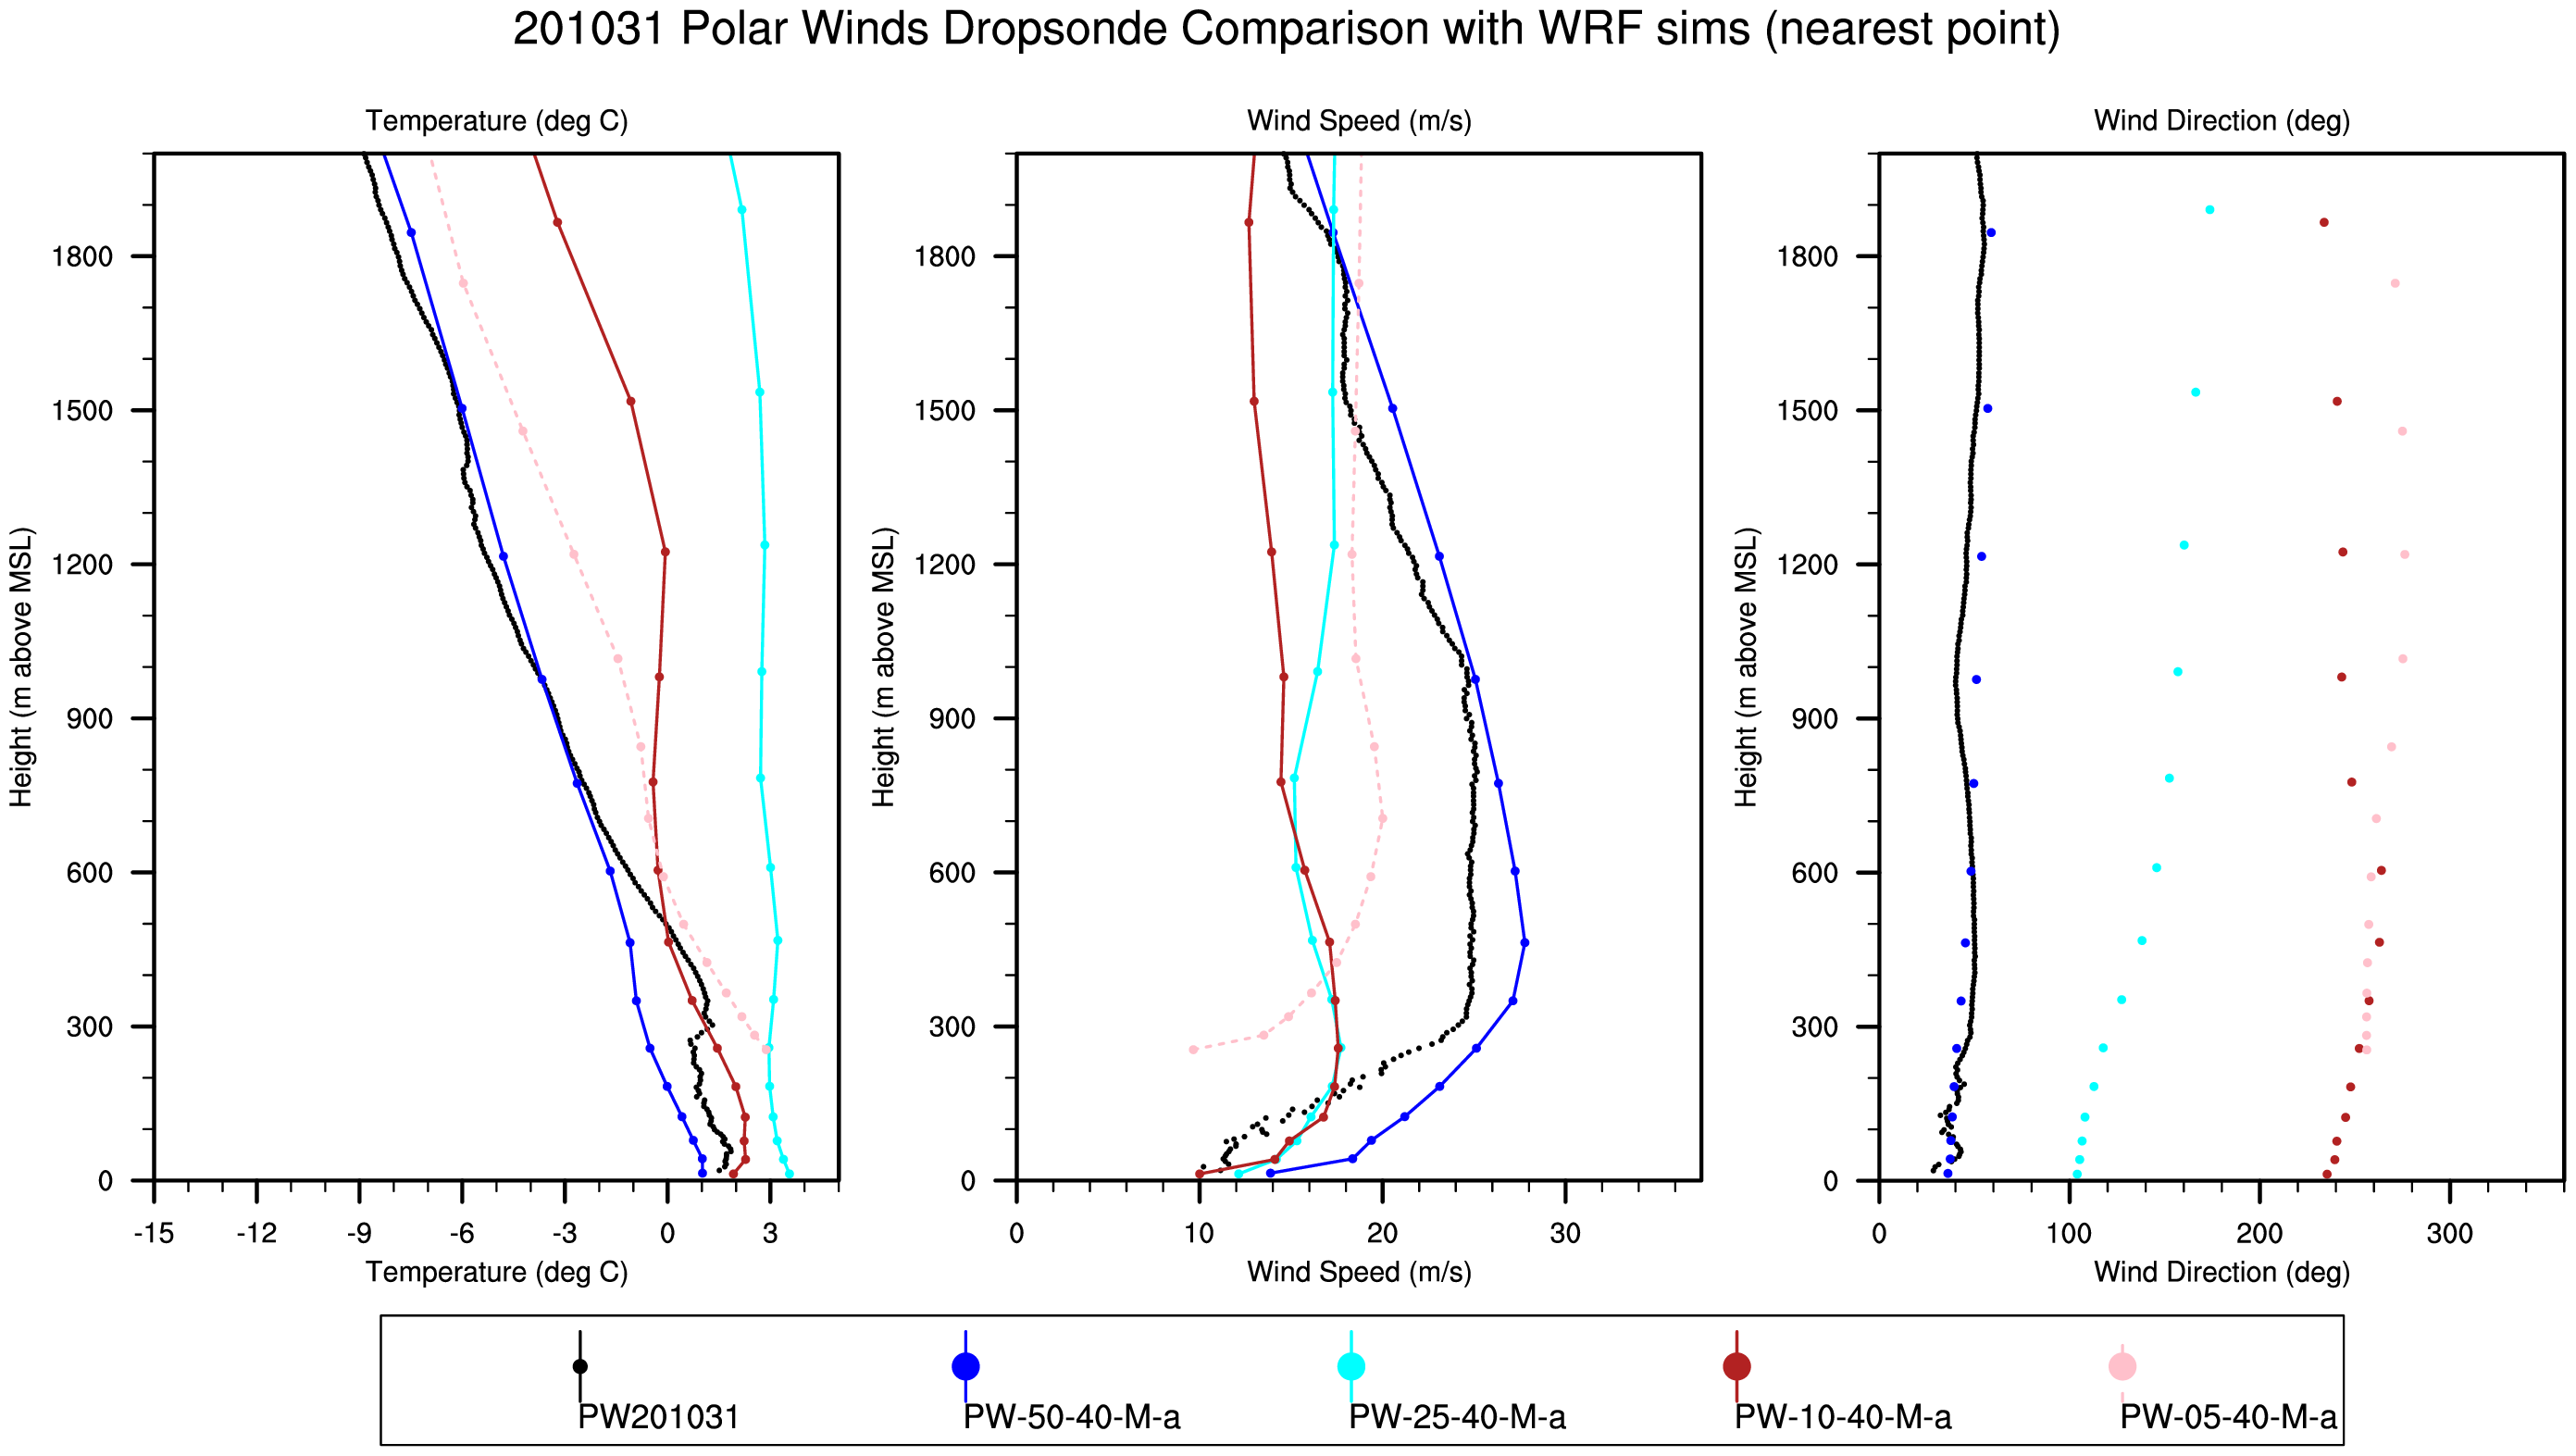 201031 Polar Winds Dropsonde Comparison with WRF sims (nearest point)
Temperature (deg C)
Wind Speed (m/s)
Wind Direction (deg)
Height (m above MSL)
1800
1500
1200
900
600
300
0
-15 -12 -9 -6 -3 0 3
Temperature (deg C)
Height (m above MSL)
1800
1500
1200
900
600
300
0
0 10 20 30
Wind Speed (m/s)
Height (m above MSL)
1800
1500
1200
900
600
300
0
0 100 200 300
Wind Direction (deg)
PW201031
PW-50-40-M-a
PW-25-40-M-a
PW-10-40-M-a
PW-05-40-M-a